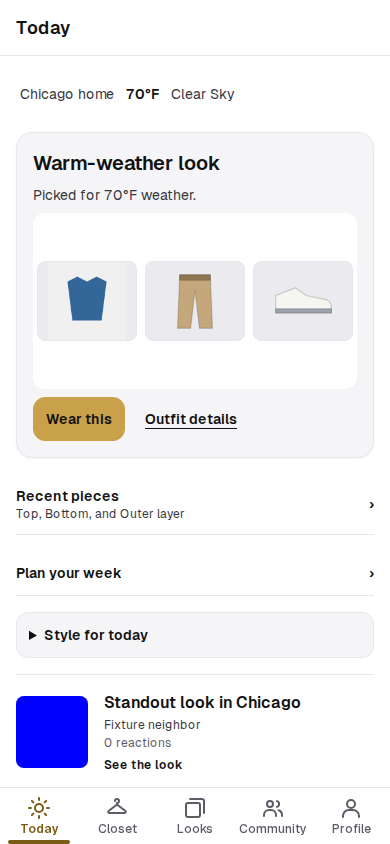 Today
Chicago home 70°F Clear Sky
Warm-weather look
Picked for 70°F weather.
Wear this Outfit details
Recent pieces
Top, Bottom, and Outer layer
›
Plan your week ›
Style for today
Standout look in Chicago
Fixture neighbor
0 reactions
See the look
Today Closet Looks Community Profile